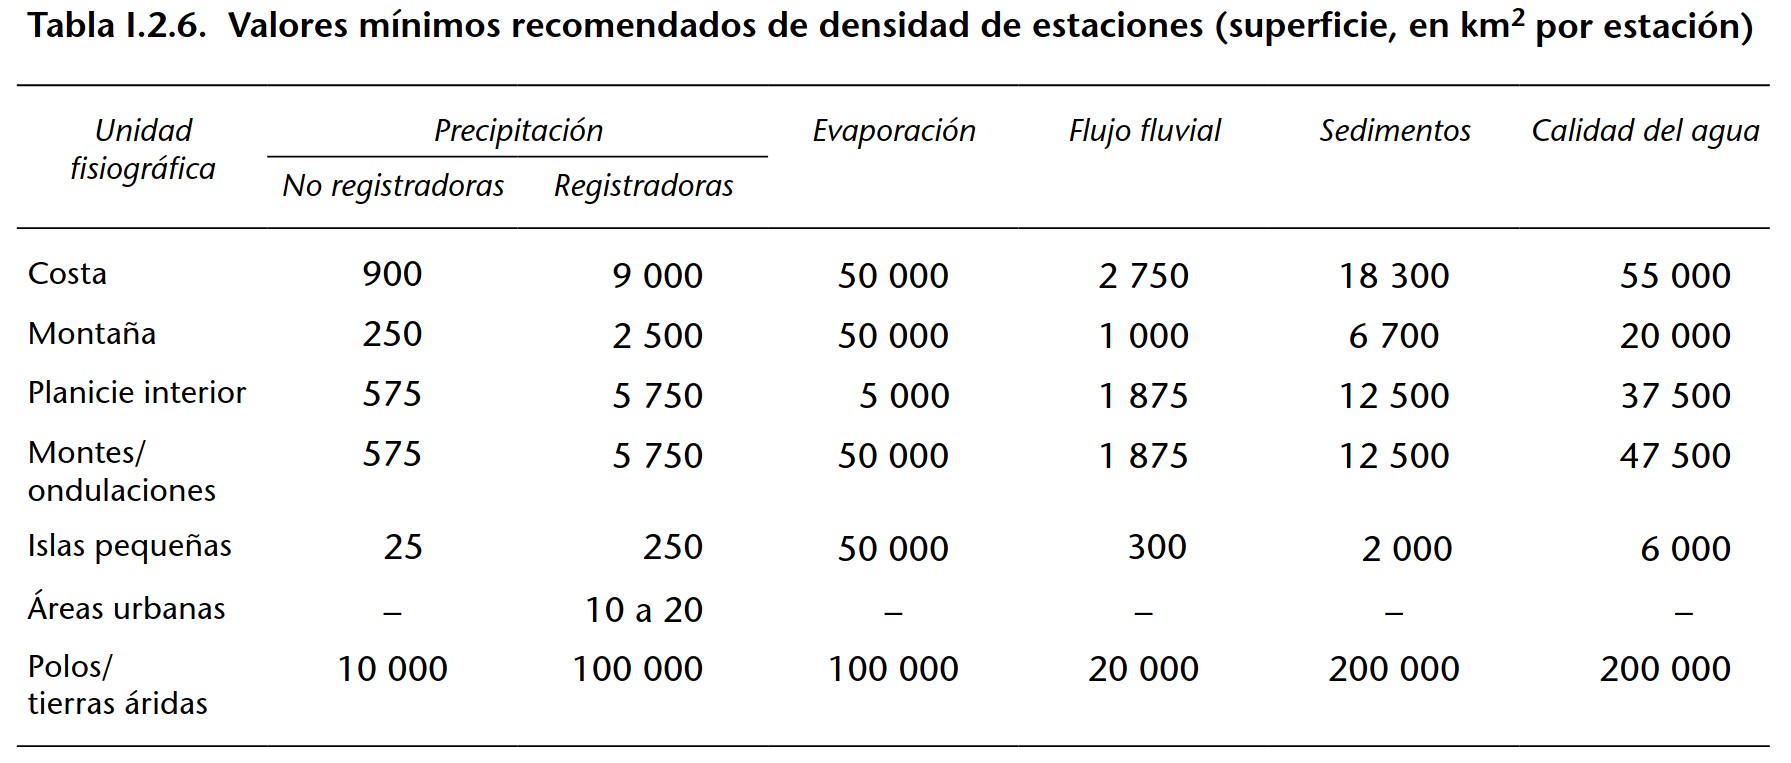 Tabla I.2.6. Valores mínimos recomendados de densidad de estaciones (superficie, en km² por estación)
Unidad fisiográfica Precipitación Evaporación Flujo fluvial Sedimentos Calidad del agua
No registradoras Registradoras
Costa 900 9 000 50 000 2 750 18 300 55 000
Montaña 250 2 500 50 000 1 000 6 700 20 000
Planicie interior 575 5 750 5 000 1 875 12 500 37 500
Montes/ 575 5 750 50 000 1 875 12 500 47 500
ondulaciones
Islas pequeñas 25 250 50 000 300 2 000 6 000
Áreas urbanas – 10 a 20 – – – –
Polos/ 10 000 100 000 100 000 20 000 200 000 200 000
tierras áridas